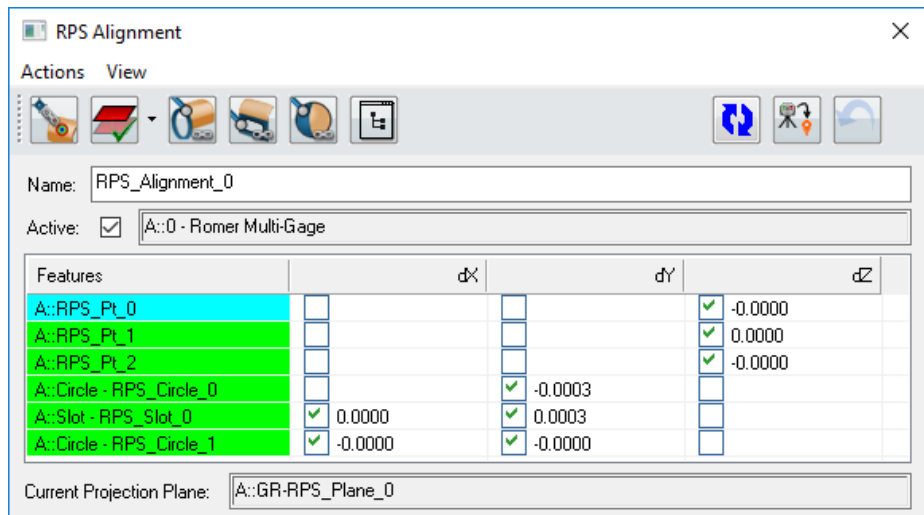 RPS Alignment
Actions View
Name: RPS_Alignment_0
Active: A::0 - Romer Multi-Gage
Features dX dY dZ
A::RPS_Pt_0 -0.0000
A::RPS_Pt_1 0.0000
A::RPS_Pt_2 -0.0000
A::Circle - RPS_Circle_0 -0.0003
A::Slot - RPS_Slot_0 0.0000 0.0003
A::Circle - RPS_Circle_1 -0.0000 -0.0000
Current Projection Plane: A::GR-RPS_Plane_0